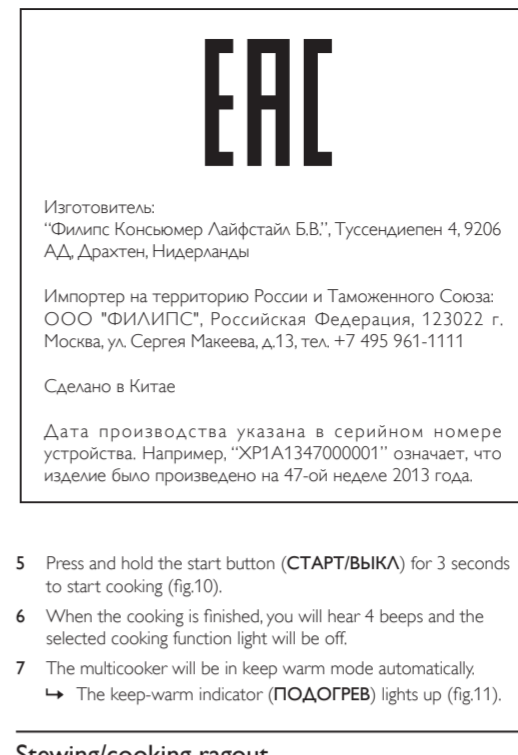 EAC
Изготовитель:
“Филипс Консьюмер Лайфстайл Б.В.”, Туссендиепен 4, 9206
АД, Драхтен, Нидерланды
Импортер на территорию России и Таможенного Союза:
ООО "ФИЛИПС", Российская Федерация, 123022 г.
Москва, ул. Сергея Макеева, д.13, тел. +7 495 961-1111
Сделано в Китае
Дата производства указана в серийном номере
устройства. Например, “XP1A1347000001” означает, что
изделие было произведено на 47-ой неделе 2013 года.
5 Press and hold the start button (СТАРТ/ВЫКЛ) for 3 seconds
to start cooking (fig.10).
6 When the cooking is finished, you will hear 4 beeps and the
selected cooking function light will be off.
7 The multicooker will be in keep warm mode automatically.
↳ The keep-warm indicator (ПОДОГРЕВ) lights up (fig.11).
Stewing/cooking ragout